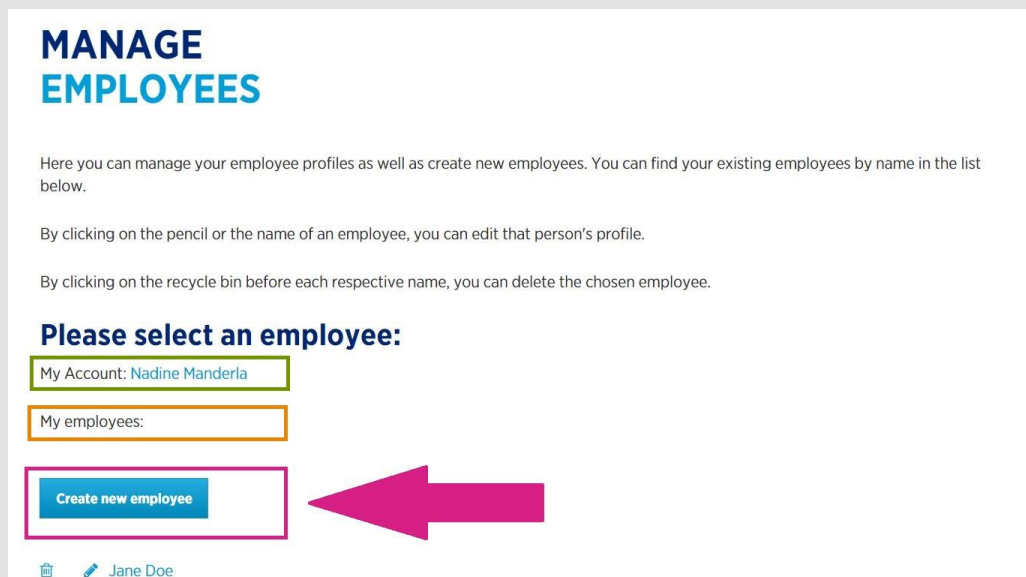 MANAGE
EMPLOYEES
Here you can manage your employee profiles as well as create new employees. You can find your existing employees by name in the list
below.
By clicking on the pencil or the name of an employee, you can edit that person's profile.
By clicking on the recycle bin before each respective name, you can delete the chosen employee.
Please select an employee:
My Account: Nadine Manderla
My employees:
Create new employee
Jane Doe